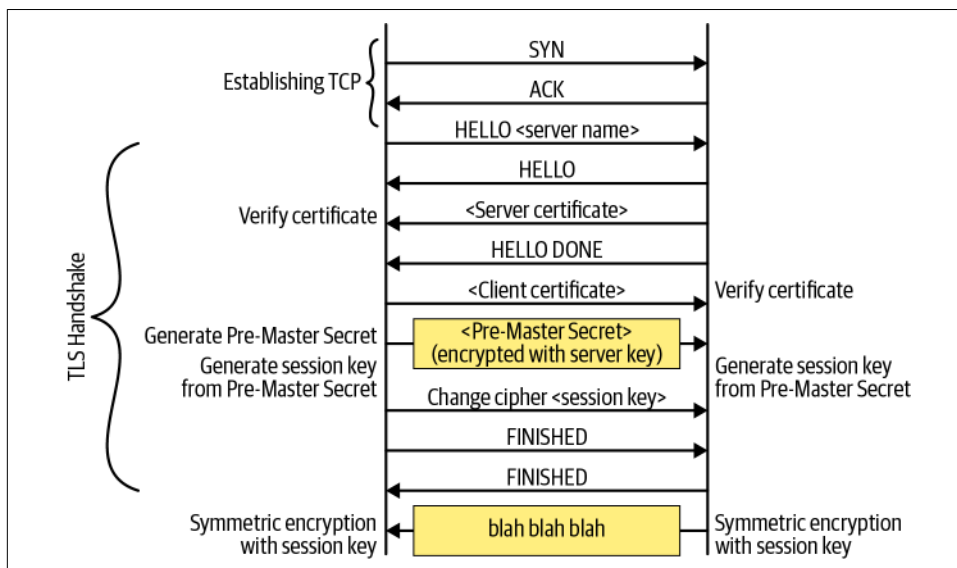 SYN
Establishing TCP
ACK
HELLO <server name>
HELLO
Verify certificate
<Server certificate>
HELLO DONE
TLS Handshake
<Client certificate>
Verify certificate
Generate Pre-Master Secret
<Pre-Master Secret>
(encrypted with server key)
Generate session key
from Pre-Master Secret
Generate session key
from Pre-Master Secret
Change cipher <session key>
FINISHED
FINISHED
Symmetric encryption
with session key
blah blah blah
Symmetric encryption
with session key